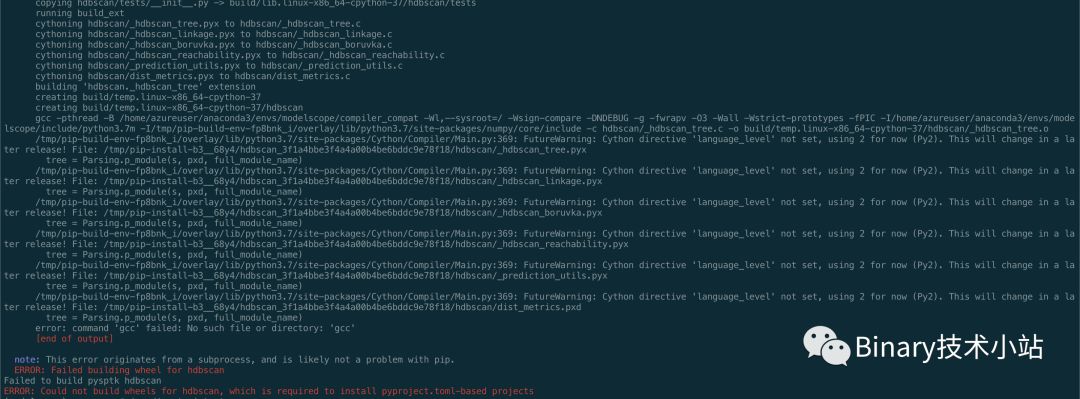 copying hdbscan/tests/__init__.py -> build/lib.linux-x86_64-cpython-37/hdbscan/tests
running build_ext
cythoning hdbscan/_hdbscan_tree.pyx to hdbscan/_hdbscan_tree.c
cythoning hdbscan/_hdbscan_linkage.pyx to hdbscan/_hdbscan_linkage.c
cythoning hdbscan/_hdbscan_boruvka.pyx to hdbscan/_hdbscan_boruvka.c
cythoning hdbscan/_hdbscan_reachability.pyx to hdbscan/_hdbscan_reachability.c
cythoning hdbscan/_prediction_utils.pyx to hdbscan/_prediction_utils.c
cythoning hdbscan/dist_metrics.pyx to hdbscan/dist_metrics.c
building 'hdbscan._hdbscan_tree' extension
creating build/temp.linux-x86_64-cpython-37
creating build/temp.linux-x86_64-cpython-37/hdbscan
gcc -pthread -B /home/azureuser/anaconda3/envs/modelscope/compiler_compat -Wl,--sysroot=/ -Wsign-compare -DNDEBUG -g -fwrapv -O3 -Wall -Wstrict-prototypes -fPIC -I/home/azureuser/anaconda3/envs/mode
lscope/include/python3.7m -I/tmp/pip-build-env-fp8bnk_i/overlay/lib/python3.7/site-packages/numpy/core/include -c hdbscan/_hdbscan_tree.c -o build/temp.linux-x86_64-cpython-37/hdbscan/_hdbscan_tree.o
/tmp/pip-build-env-fp8bnk_i/overlay/lib/python3.7/site-packages/Cython/Compiler/Main.py:369: FutureWarning: Cython directive 'language_level' not set, using 2 for now (Py2). This will change in a la
ter release! File: /tmp/pip-install-b3__68y4/hdbscan_3f1a4bbe3f4a4a00b4be6bddc9e78f18/hdbscan/_hdbscan_tree.pyx
tree = Parsing.p_module(s, pxd, full_module_name)
/tmp/pip-build-env-fp8bnk_i/overlay/lib/python3.7/site-packages/Cython/Compiler/Main.py:369: FutureWarning: Cython directive 'language_level' not set, using 2 for now (Py2). This will change in a la
ter release! File: /tmp/pip-install-b3__68y4/hdbscan_3f1a4bbe3f4a4a00b4be6bddc9e78f18/hdbscan/_hdbscan_linkage.pyx
tree = Parsing.p_module(s, pxd, full_module_name)
/tmp/pip-build-env-fp8bnk_i/overlay/lib/python3.7/site-packages/Cython/Compiler/Main.py:369: FutureWarning: Cython directive 'language_level' not set, using 2 for now (Py2). This will change in a la
ter release! File: /tmp/pip-install-b3__68y4/hdbscan_3f1a4bbe3f4a4a00b4be6bddc9e78f18/hdbscan/_hdbscan_boruvka.pyx
tree = Parsing.p_module(s, pxd, full_module_name)
/tmp/pip-build-env-fp8bnk_i/overlay/lib/python3.7/site-packages/Cython/Compiler/Main.py:369: FutureWarning: Cython directive 'language_level' not set, using 2 for now (Py2). This will change in a la
ter release! File: /tmp/pip-install-b3__68y4/hdbscan_3f1a4bbe3f4a4a00b4be6bddc9e78f18/hdbscan/_hdbscan_reachability.pyx
tree = Parsing.p_module(s, pxd, full_module_name)
/tmp/pip-build-env-fp8bnk_i/overlay/lib/python3.7/site-packages/Cython/Compiler/Main.py:369: FutureWarning: Cython directive 'language_level' not set, using 2 for now (Py2). This will change in a la
ter release! File: /tmp/pip-install-b3__68y4/hdbscan_3f1a4bbe3f4a4a00b4be6bddc9e78f18/hdbscan/_prediction_utils.pyx
tree = Parsing.p_module(s, pxd, full_module_name)
/tmp/pip-build-env-fp8bnk_i/overlay/lib/python3.7/site-packages/Cython/Compiler/Main.py:369: FutureWarning: Cython directive 'language_level' not set, using 2 for now (Py2). This will change in a la
ter release! File: /tmp/pip-install-b3__68y4/hdbscan_3f1a4bbe3f4a4a00b4be6bddc9e78f18/hdbscan/dist_metrics.pxd
tree = Parsing.p_module(s, pxd, full_module_name)
error: command 'gcc' failed: No such file or directory: 'gcc'
[end of output]
note: This error originates from a subprocess, and is likely not a problem with pip.
ERROR: Failed building wheel for hdbscan
Failed to build pysptk hdbscan
ERROR: Could not build wheels for hdbscan, which is required to install pyproject.toml-based projects
Binary技术小站